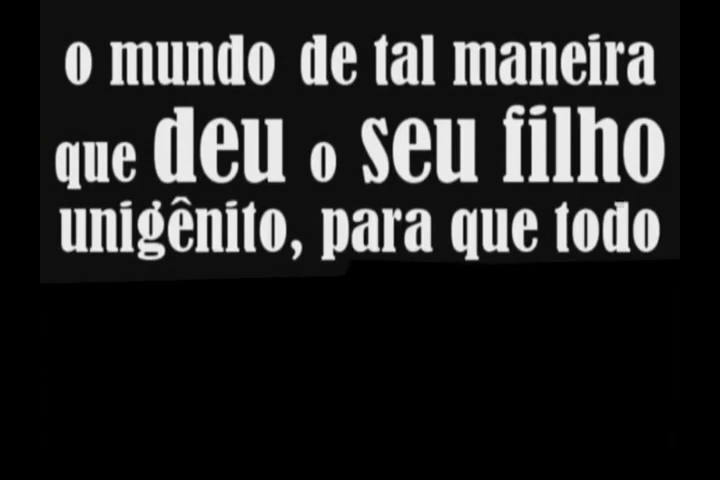 o mundo de tal maneira
que deu o seu filho
unigênito, para que todo